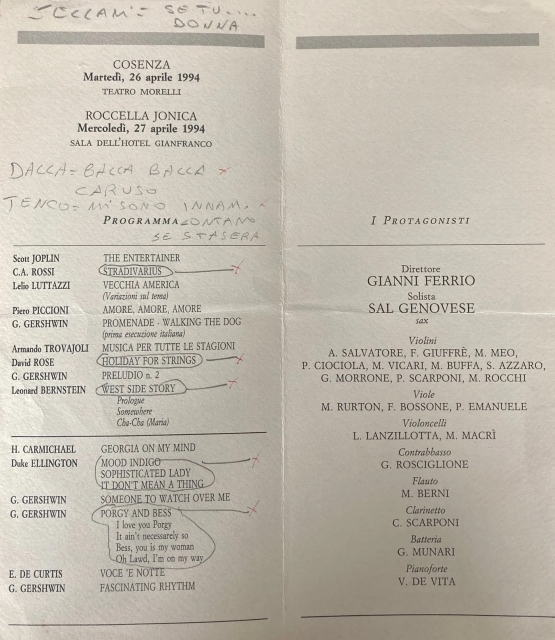 SE TU....
DONNA
COSENZA
Martedì, 26 aprile 1994
TEATRO MORELLI
ROCCELLA JONICA
Mercoledì, 27 aprile 1994
SALA DELL'HOTEL GIANFRANCO
DALLA = BACCA BACCA x
CARUSO
TENCO = MI SONO INNAM. x
PROGRAMMA LONTANO
SE STASERA
Scott JOPLIN THE ENTERTAINER
C.A. ROSSI STRADIVARIUS x
Lelio LUTTAZZI VECCHIA AMERICA
(Variazioni sul tema)
Piero PICCIONI AMORE, AMORE, AMORE
G. GERSHWIN PROMENADE - WALKING THE DOG
(prima esecuzione italiana)
Armando TROVAJOLI MUSICA PER TUTTE LE STAGIONI
David ROSE HOLIDAY FOR STRINGS x
G. GERSHWIN PRELUDIO n. 2
Leonard BERNSTEIN WEST SIDE STORY x
Prologue
Somewhere
Cha-Cha (Maria)
H. CARMICHAEL GEORGIA ON MY MIND
Duke ELLINGTON MOOD INDIGO x
SOPHISTICATED LADY
IT DON'T MEAN A THING
G. GERSHWIN SOMEONE TO WATCH OVER ME
G. GERSHWIN PORGY AND BESS x
I love you Porgy
It ain't necessarely so
Bess, you is my woman
Oh Lawd, I'm on my way
E. DE CURTIS VOCE 'E NOTTE
G. GERSHWIN FASCINATING RHYTHM
I PROTAGONISTI
Direttore
GIANNI FERRIO
Solista
SAL GENOVESE
sax
Violini
A. SALVATORE, F. GIUFFRÈ, M. MEO,
P. CIOCIOLA, M. VICARI, M. BUFFA, S. AZZARO,
G. MORRONE, P. SCARPONI, M. ROCCHI
Viole
M. RURTON, F. BOSSONE, P. EMANUELE
Violoncelli
L. LANZILLOTTA, M. MACRÌ
Contrabbasso
G. ROSCIGLIONE
Flauto
M. BERNI
Clarinetto
C. SCARPONI
Batteria
G. MUNARI
Pianoforte
V. DE VITA